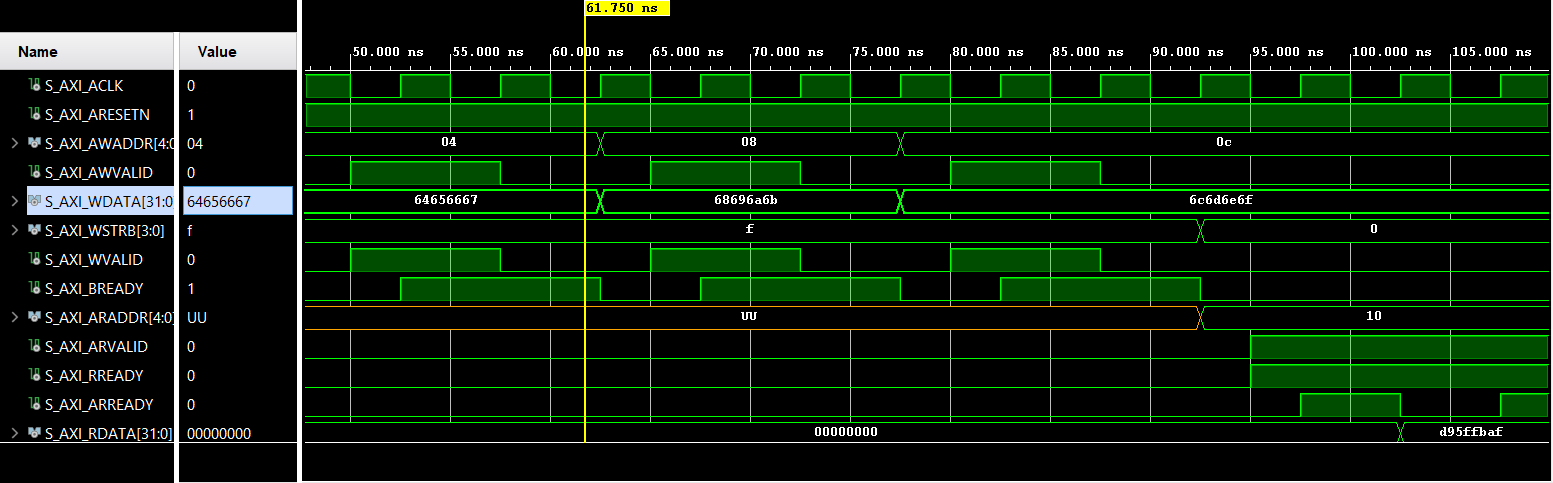 61.750 ns
Name Value
50.000 ns 55.000 ns 60.000 ns 65.000 ns 70.000 ns 75.000 ns 80.000 ns 85.000 ns 90.000 ns 95.000 ns 100.000 ns 105.000 ns
S_AXI_ACLK 0
S_AXI_ARESETN 1
S_AXI_AWADDR[4:0 04 04 08 0c
S_AXI_AWVALID 0
S_AXI_WDATA[31:0 64656667 64656667 68696a6b 6c6d6e6f
S_AXI_WSTRB[3:0] f f 0
S_AXI_WVALID 0
S_AXI_BREADY 1
S_AXI_ARADDR[4:0] UU UU 10
S_AXI_ARVALID 0
S_AXI_RREADY 0
S_AXI_ARREADY 0
S_AXI_RDATA[31:0] 00000000 00000000 d95ffbaf